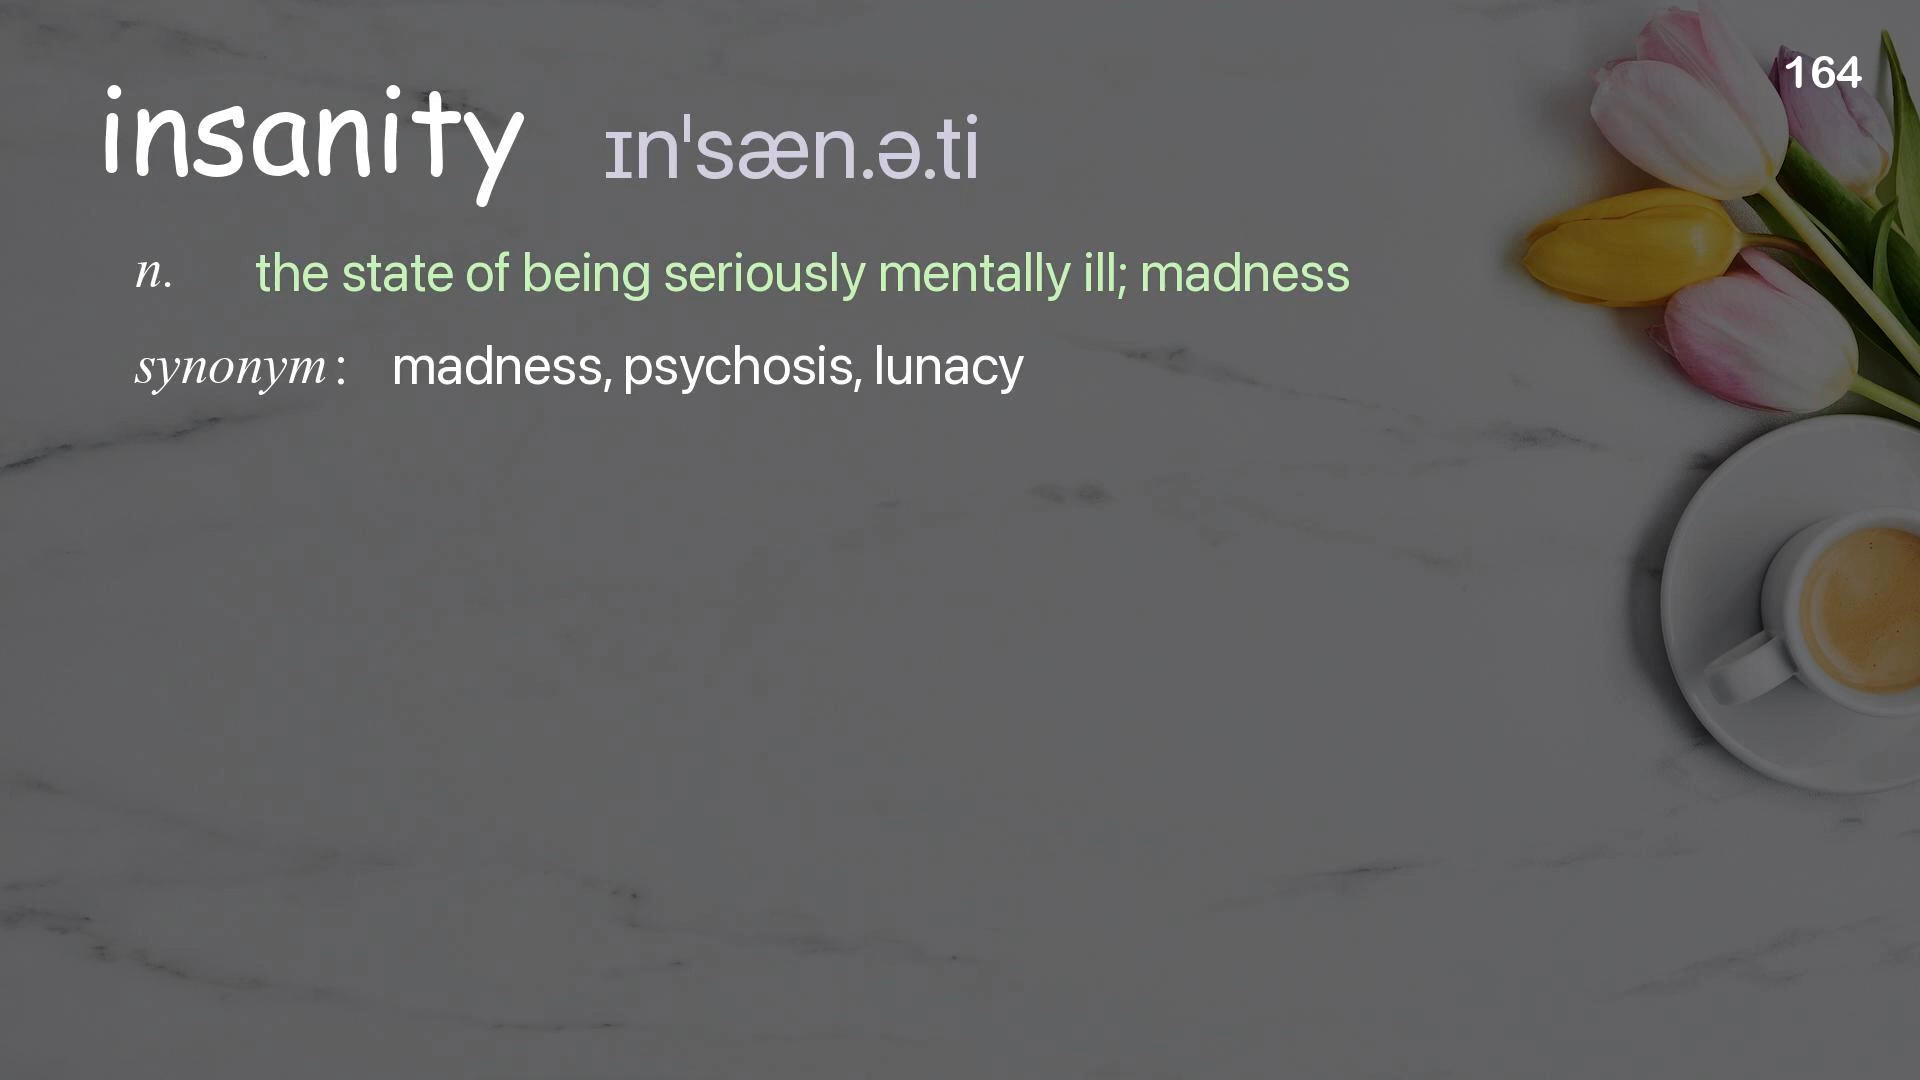 164
insanity ɪnˈsæn.ə.ti
n. the state of being seriously mentally ill; madness
synonym: madness, psychosis, lunacy